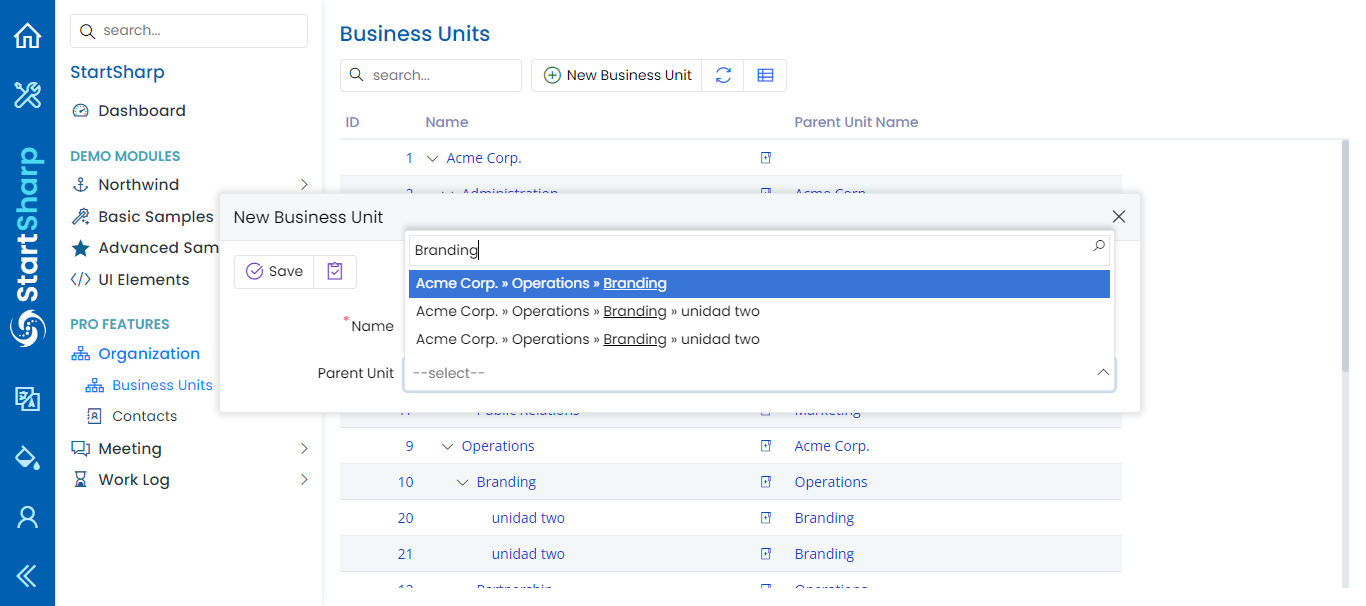 search...
StartSharp
Dashboard
DEMO MODULES
Northwind
Basic Samples
Advanced Sam
UI Elements
PRO FEATURES
Organization
Business Units
Contacts
Meeting
Work Log
StartSharp
Business Units
search...
New Business Unit
ID Name Parent Unit Name
1 Acme Corp.
2 Administration Acme Corp.
New Business Unit
Save
Branding
Acme Corp. » Operations » Branding
Acme Corp. » Operations » Branding » unidad two
Acme Corp. » Operations » Branding » unidad two
* Name
Parent Unit --select--
17 Public Relations Marketing
9 Operations Acme Corp.
10 Branding Operations
20 unidad two Branding
21 unidad two Branding
Partnership Operations